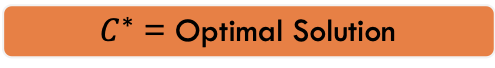 C* = Optimal Solution